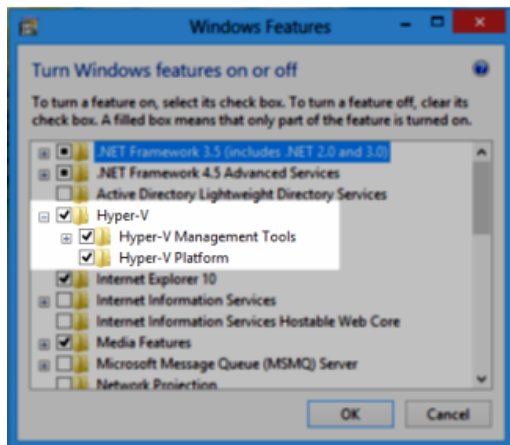 Windows Features
Turn Windows features on or off
To turn a feature on, select its check box. To turn a feature off, clear its
check box. A filled box means that only part of the feature is turned on.
.NET Framework 3.5 (includes .NET 2.0 and 3.0)
.NET Framework 4.5 Advanced Services
Active Directory Lightweight Directory Services
Hyper-V
Hyper-V Management Tools
Hyper-V Platform
Internet Explorer 10
Internet Information Services
Internet Information Services Hostable Web Core
Media Features
Microsoft Message Queue (MSMQ) Server
Network Projection
OK Cancel